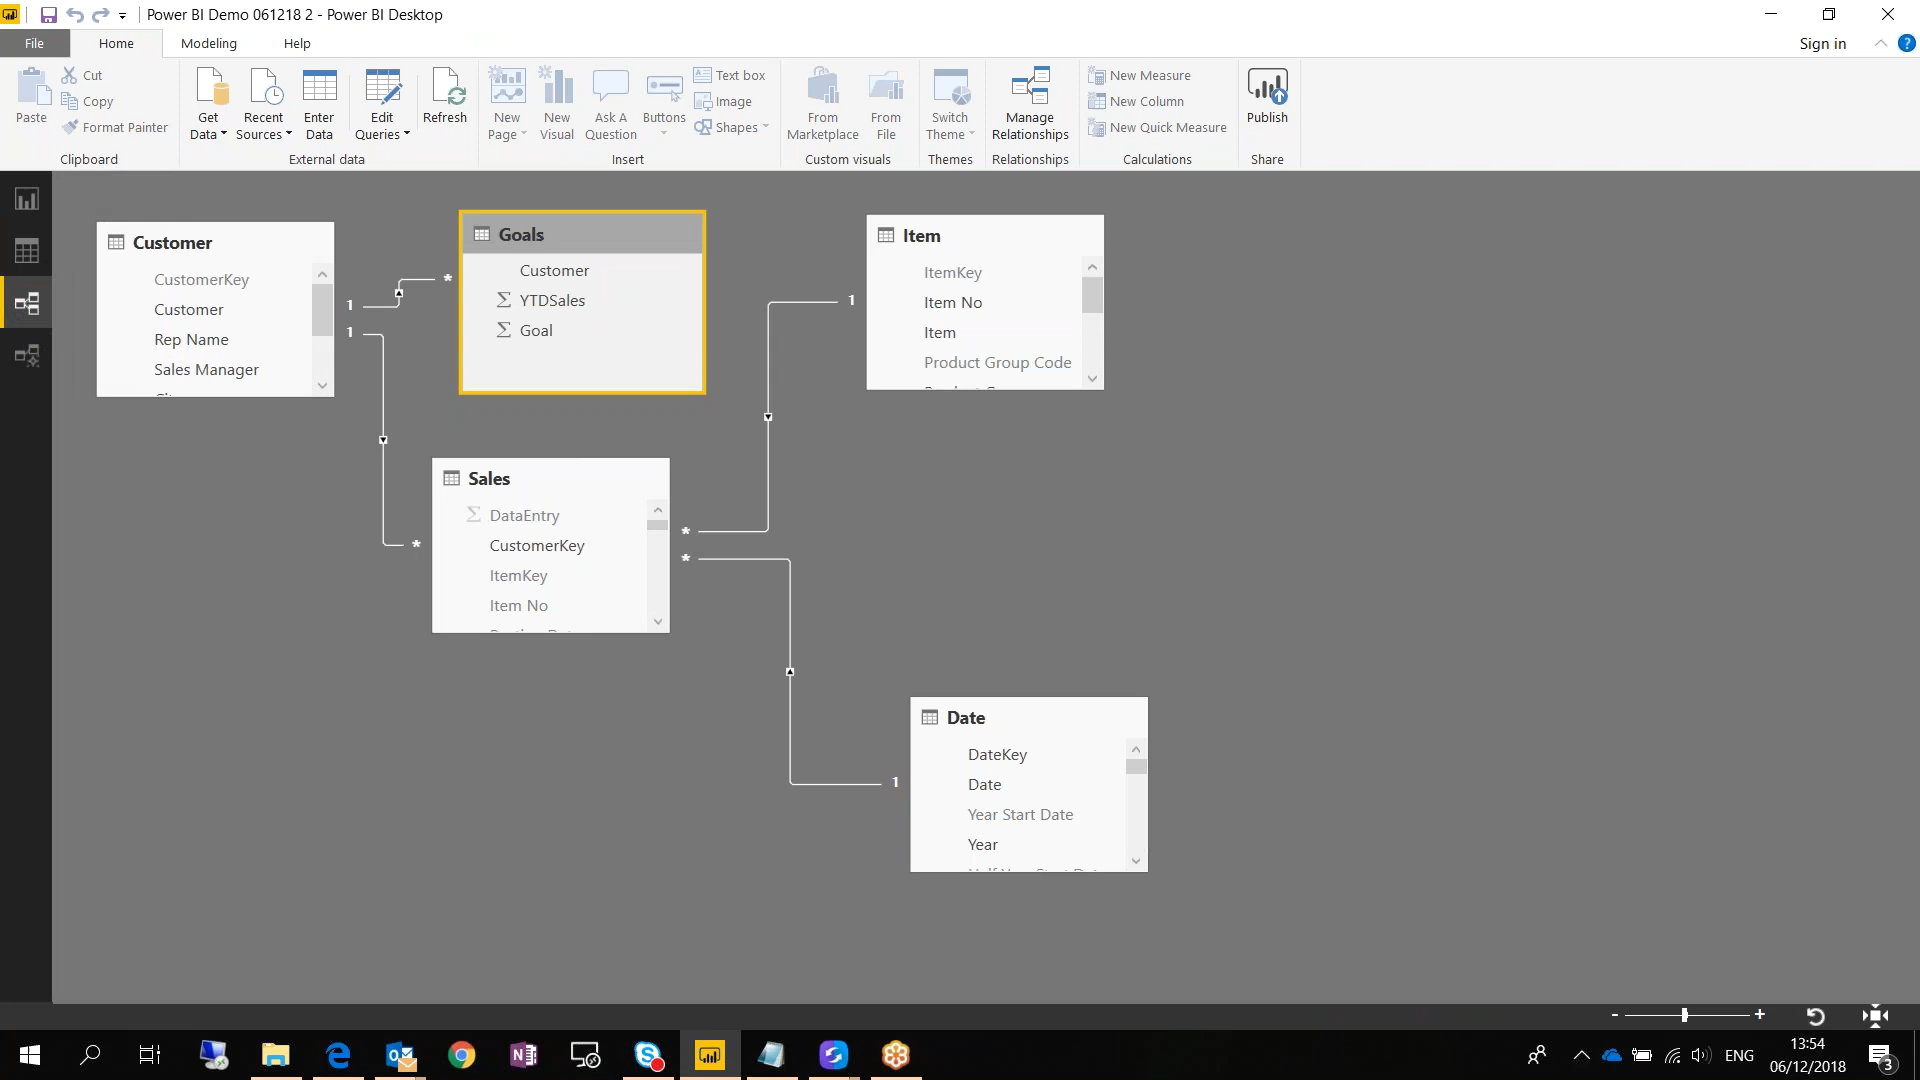 Power BI Demo 061218 2 - Power BI Desktop
File
Home
Modeling
Help
Sign in
?
Paste
Cut
Copy
Format Painter
Clipboard
Get
Data
Recent
Sources
Enter
Data
Edit
Queries
Refresh
External data
New
Page
New
Visual
Ask A
Question
Buttons
Text box
Image
Shapes
Insert
From
Marketplace
From
File
Custom visuals
Switch
Theme
Themes
Manage
Relationships
Relationships
New Measure
New Column
New Quick Measure
Calculations
Publish
Share
Customer
CustomerKey
Customer
Rep Name
Sales Manager
1
1
*
Goals
Customer
Σ YTDSales
Σ Goal
Item
ItemKey
Item No
Item
Product Group Code
1
Sales
Σ DataEntry
CustomerKey
ItemKey
Item No
*
*
*
Date
DateKey
Date
Year Start Date
Year
1
- +
ENG
13:54
06/12/2018
3